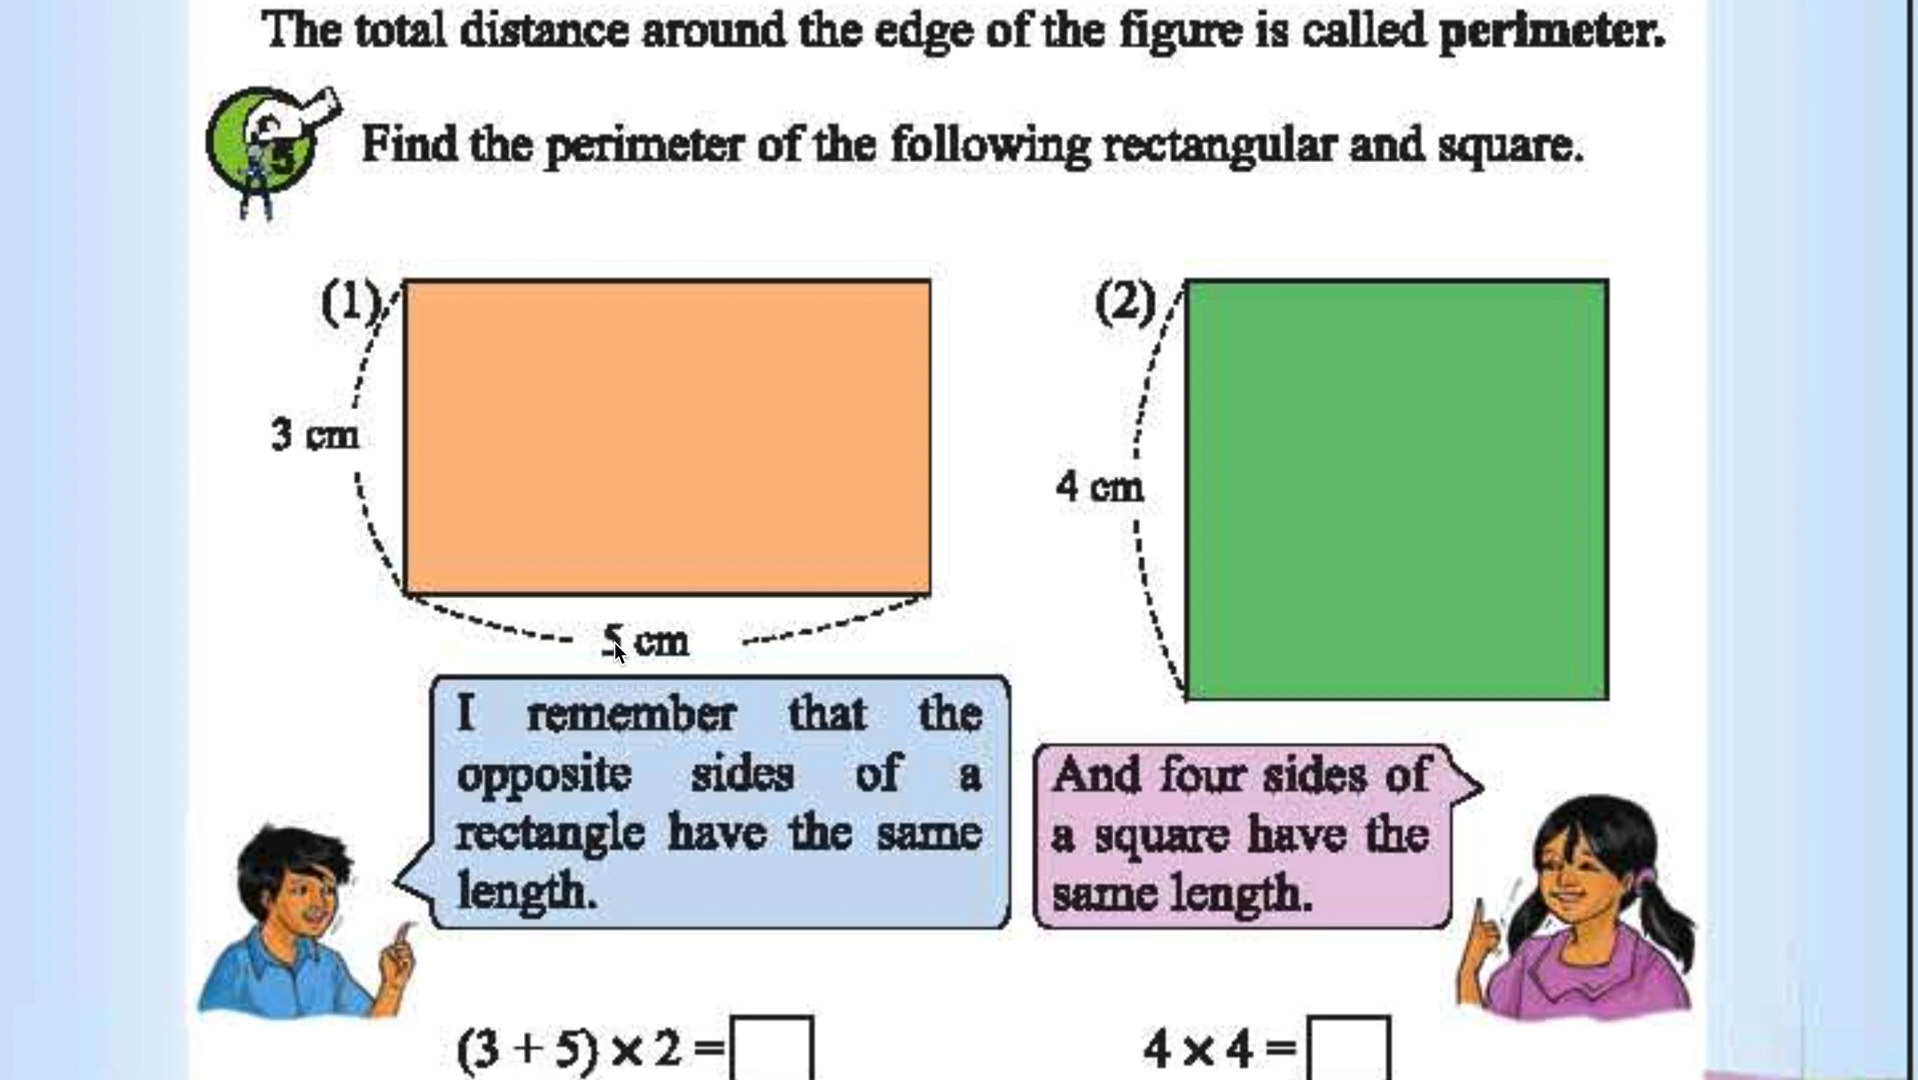 The total distance around the edge of the figure is called perimeter.
5
Find the perimeter of the following rectangular and square.
(1)
(2)
3 cm
4 cm
5 cm
I remember that the
opposite sides of a
rectangle have the same
length.
And four sides of
a square have the
same length.
(3 + 5) × 2 =
4 × 4 =